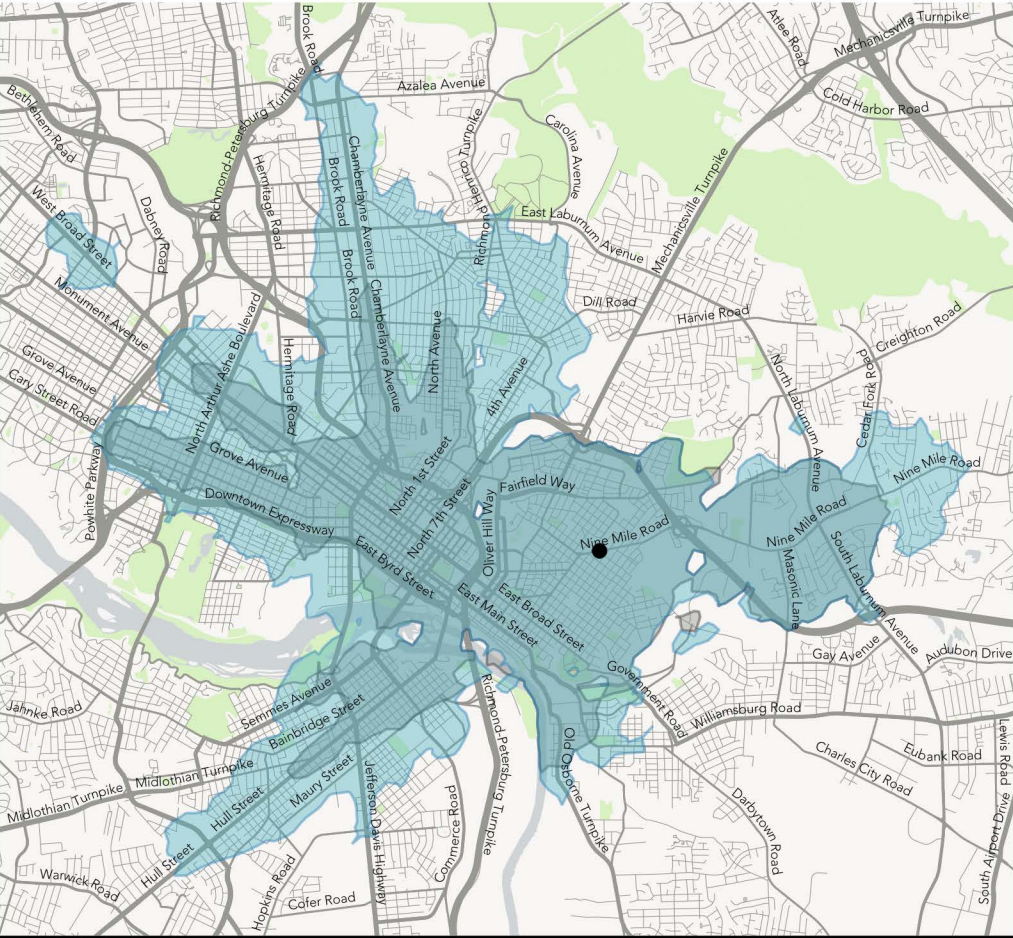 Brook Road
Atlee Road
Mechanicsville Turnpike
Azalea Avenue
Bethlehem Road
Richmond-Petersburg Turnpike
Cold Harbor Road
Carolina Avenue
Richmond Henrico Turnpike
Chamberlayne Avenue
Brook Road
Hermitage Road
Mechanicsville Turnpike
West Broad Street
Dabney Road
East Laburnum Avenue
Brook Road
Chamberlayne Avenue
Dill Road
Harvie Road
Creighton Road
Monument Avenue
North Arthur Ashe Boulevard
Hermitage Road
North Avenue
4th Avenue
North Laburnum Avenue
Cedar Fork Road
Grove Avenue
Cary Street Road
Grove Avenue
Nine Mile Road
North 1st Street
North 7th Street
Fairfield Way
Powhite Parkway
Downtown Expressway
Oliver Hill Way
Nine Mile Road
Nine Mile Road
East Byrd Street
East Main Street
East Broad Street
Masonic Lane
South Laburnum Avenue
Gay Avenue
Audubon Drive
Government Road
Semmes Avenue
Bainbridge Street
Richmond-Petersburg Turnpike
Williamsburg Road
Jahnke Road
Midlothian Turnpike
Midlothian Turnpike
Maury Street
Hull Street
Old Osborne Turnpike
Charles City Road
Eubank Road
Lewis Road
Jefferson Davis Highway
Commerce Road
Darbytown Road
South Airport Drive
Hull Street
Warwick Road
Hopkins Road
Cofer Road